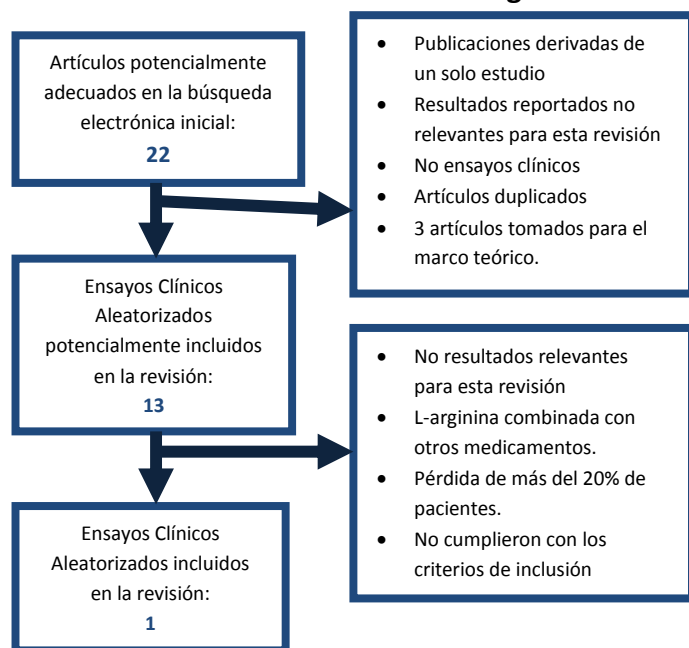 Artículos potencialmente
adecuados en la búsqueda
electrónica inicial:
22
• Publicaciones derivadas de
un solo estudio
• Resultados reportados no
relevantes para esta revisión
• No ensayos clínicos
• Artículos duplicados
• 3 artículos tomados para el
marco teórico.
Ensayos Clínicos
Aleatorizados
potencialmente incluidos
en la revisión:
13
• No resultados relevantes
para esta revisión
• L-arginina combinada con
otros medicamentos.
• Pérdida de más del 20% de
pacientes.
• No cumplieron con los
criterios de inclusión
Ensayos Clínicos
Aleatorizados incluidos
en la revisión:
1